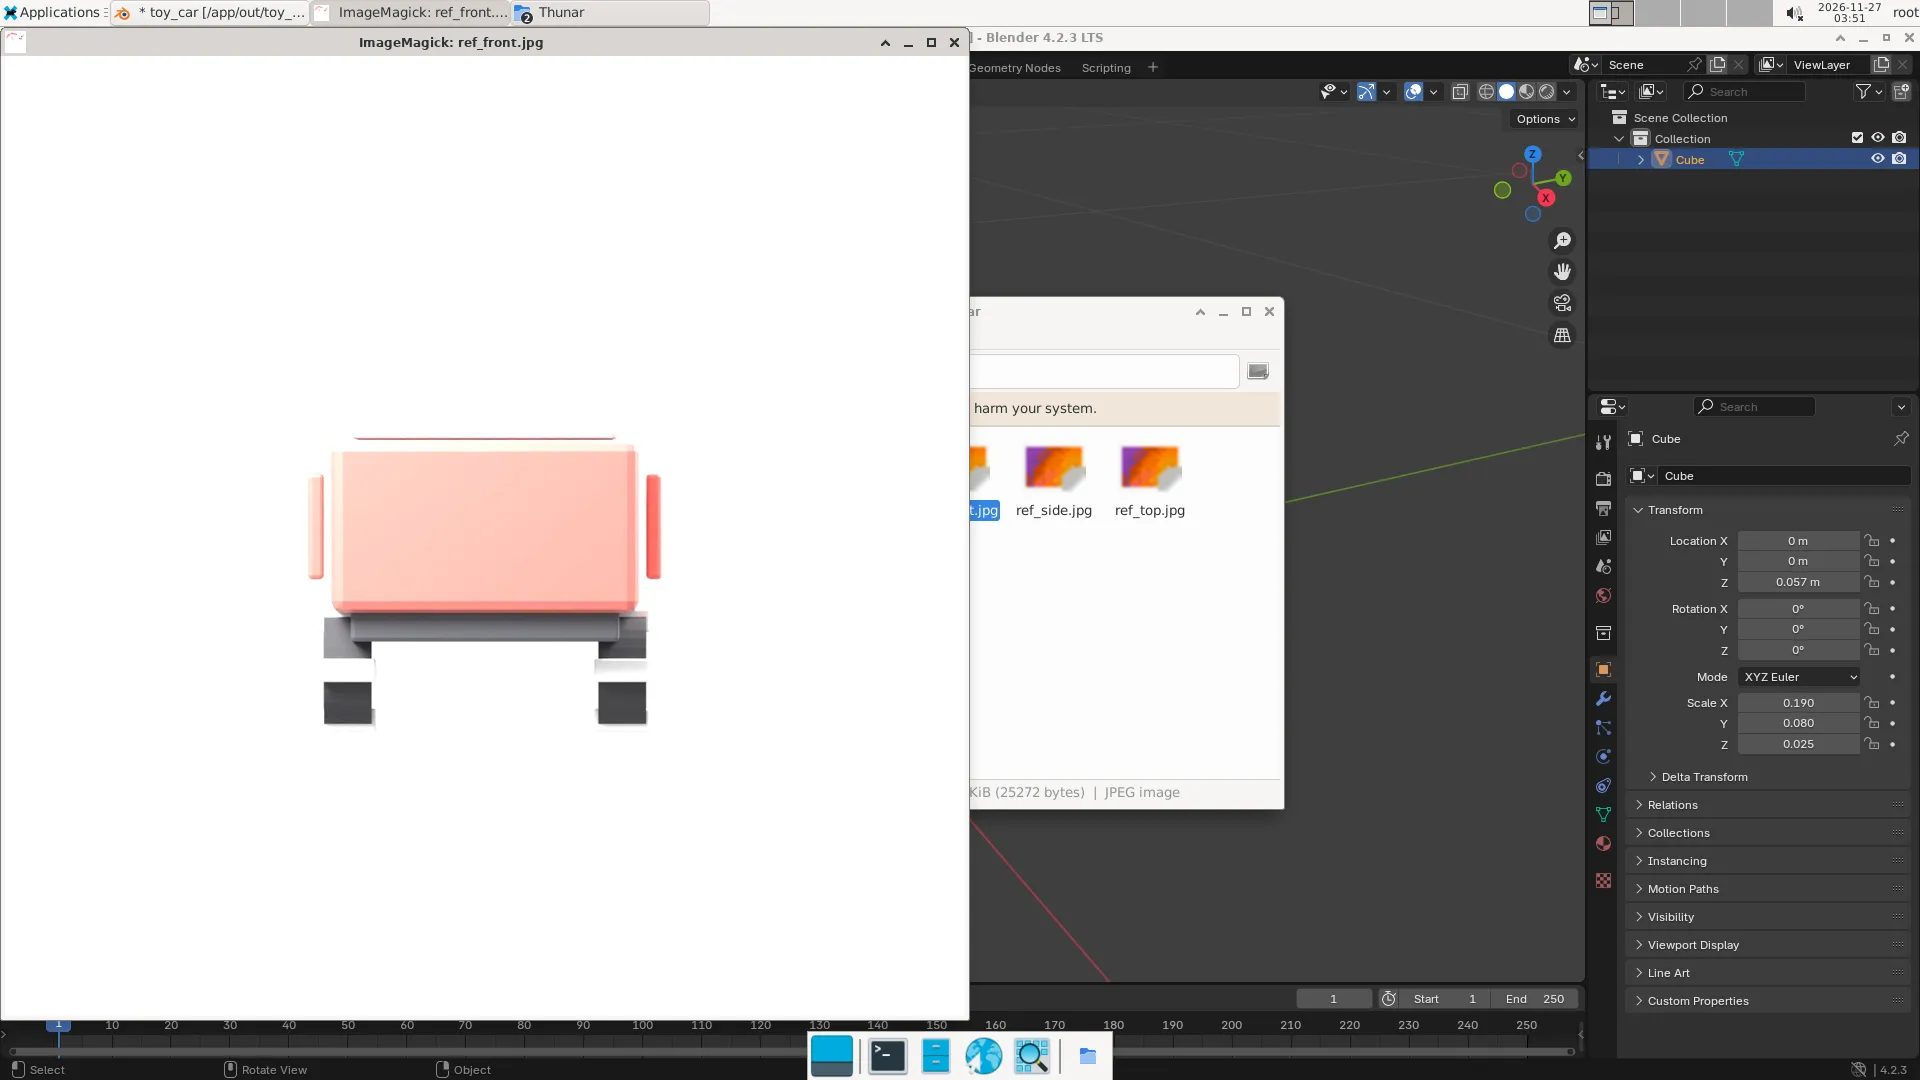 Applications
* toy_car [/app/out/toy_...
ImageMagick: ref_front....
2
Thunar
2026-11-27
03:51
root
ImageMagick: ref_front.jpg
- Blender 4.2.3 LTS
Geometry Nodes
Scripting
Scene
ViewLayer
Options
Search
Scene Collection
Collection
Cube
Z
Y
X
harm your system.
t.jpg
ref_side.jpg
ref_top.jpg
KiB (25272 bytes) | JPEG image
Search
Cube
Cube
Transform
Location X 0 m
Y 0 m
Z 0.057 m
Rotation X 0°
Y 0°
Z 0°
Mode XYZ Euler
Scale X 0.190
Y 0.080
Z 0.025
Delta Transform
Relations
Collections
Instancing
Motion Paths
Visibility
Viewport Display
Line Art
Custom Properties
1 Start 1 End 250
1 10 20 30 40 50 60 70 80 90 100 110 120 130 140 150 160 170 180 190 200 210 220 230 240 250
Select
Rotate View
Object
4.2.3